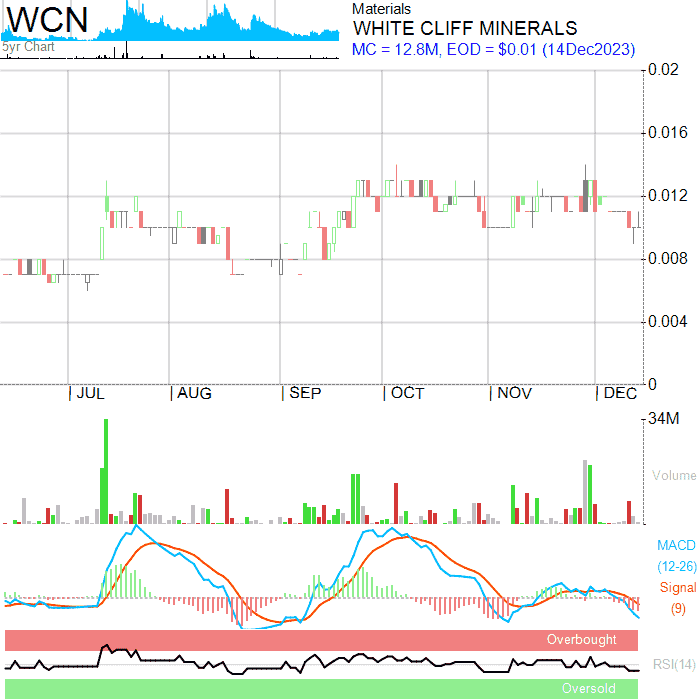 WCN
5yr Chart
Materials
WHITE CLIFF MINERALS
MC = 12.8M, EOD = $0.01 (14Dec2023)
0.02
0.016
0.012
0.008
0.004
0
JUL AUG SEP OCT NOV DEC
34M
Volume
MACD
(12-26)
Signal
(9)
Overbought
RSI(14)
Oversold